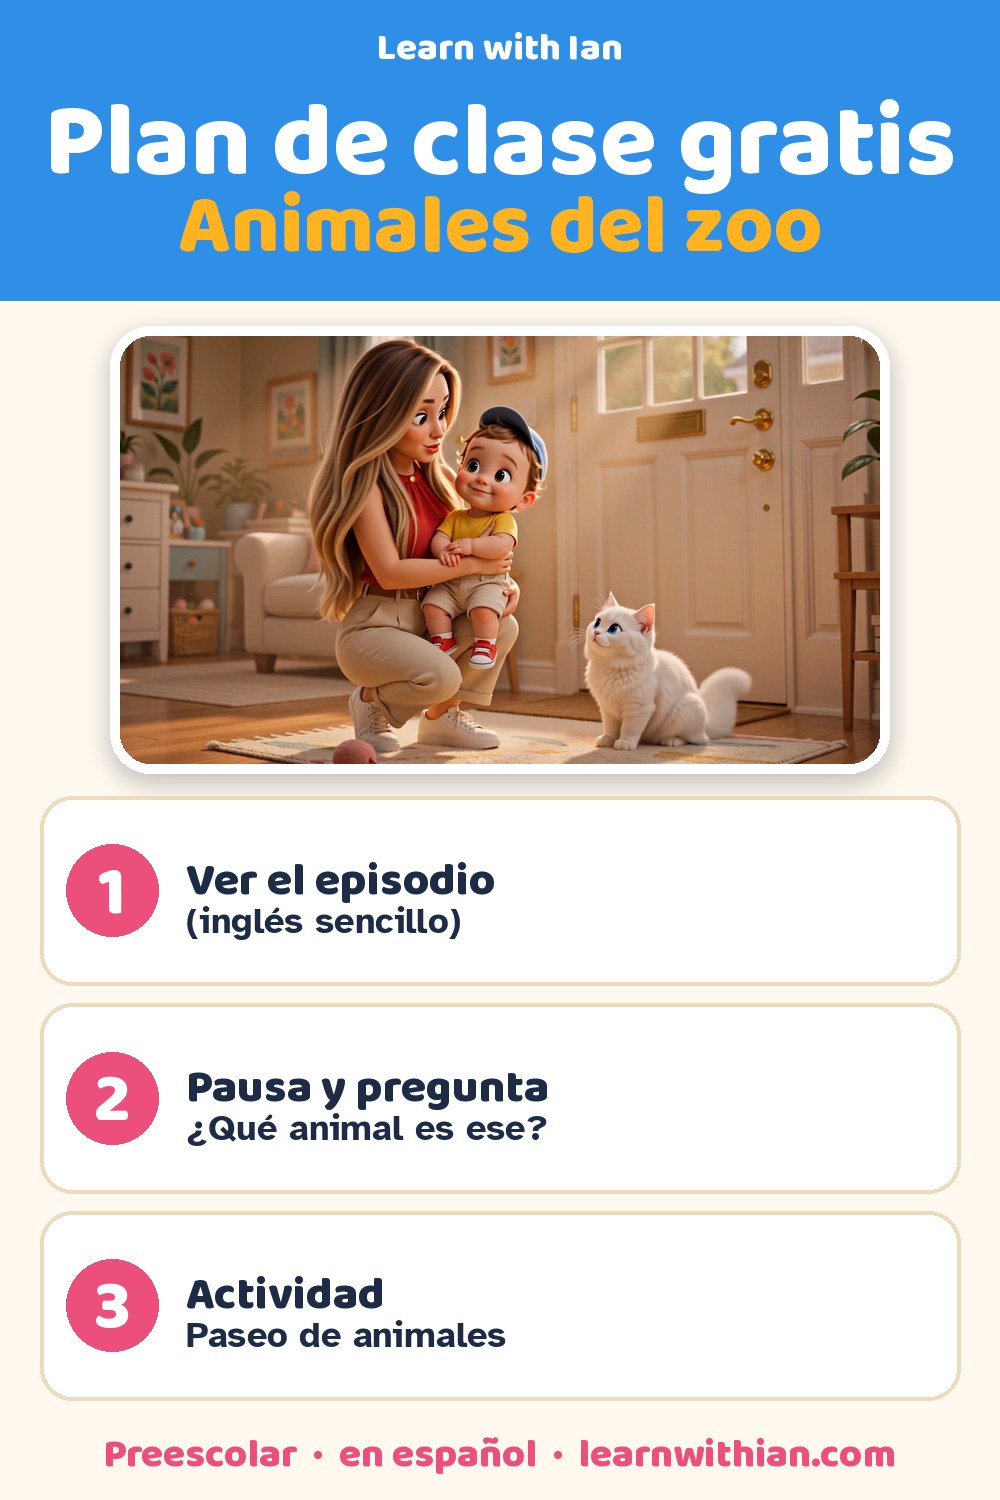 Learn with Ian
Plan de clase gratis
Animales del zoo
1
Ver el episodio
(inglés sencillo)
2
Pausa y pregunta
¿Qué animal es ese?
3
Actividad
Paseo de animales
Preescolar • en español • learnwithian.com